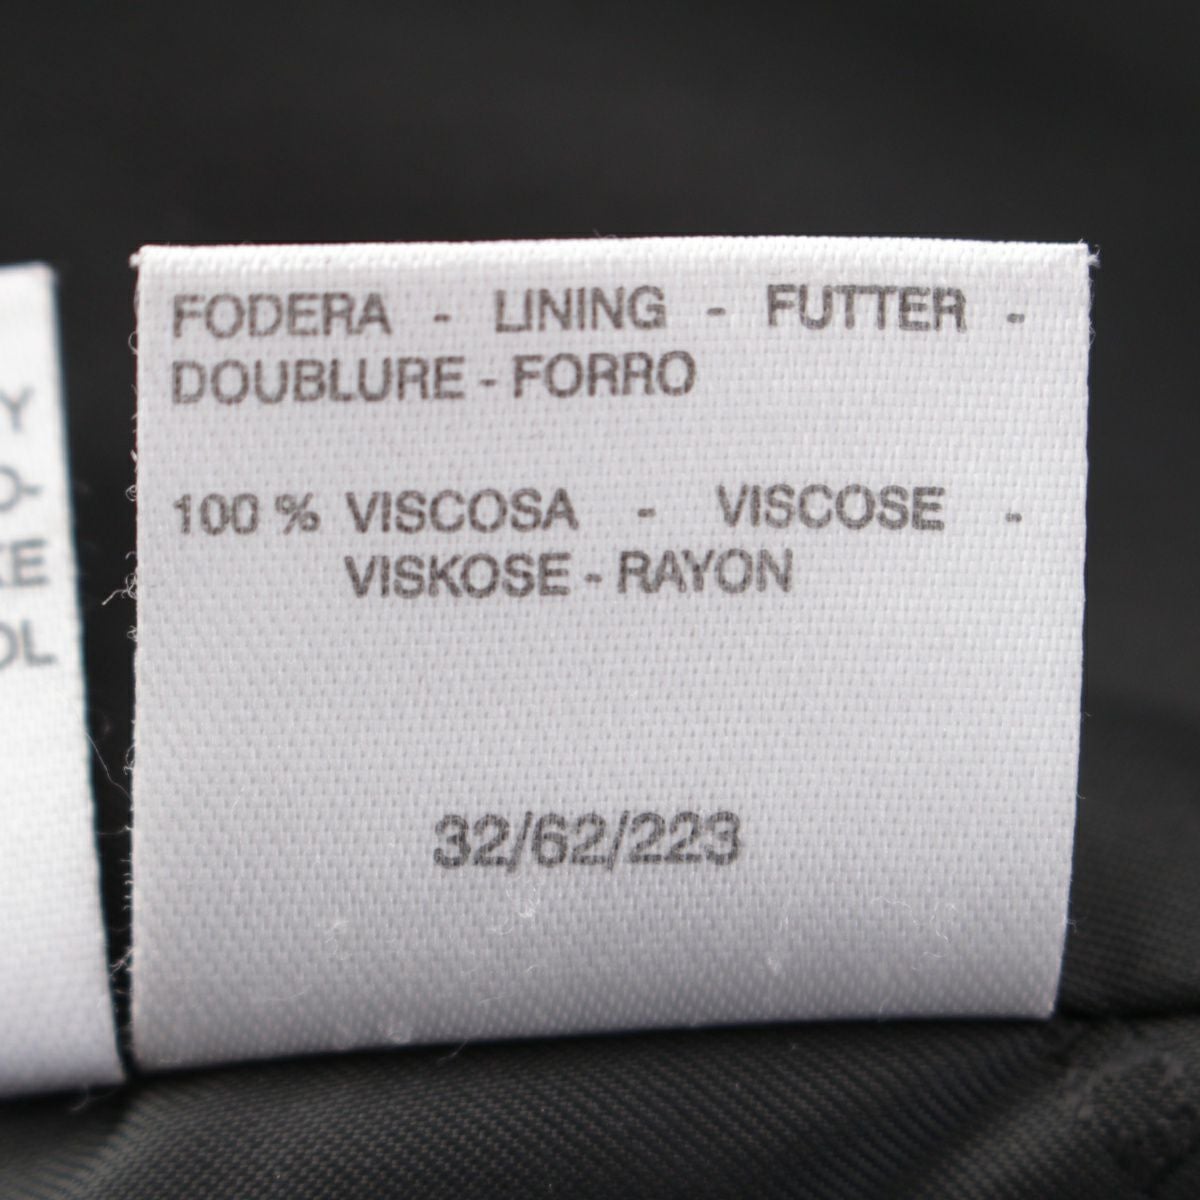 FODERA - LINING - FUTTER -
DOUBLURE - FORRO
100 % VISCOSA - VISCOSE -
VISKOSE - RAYON
32/62/223